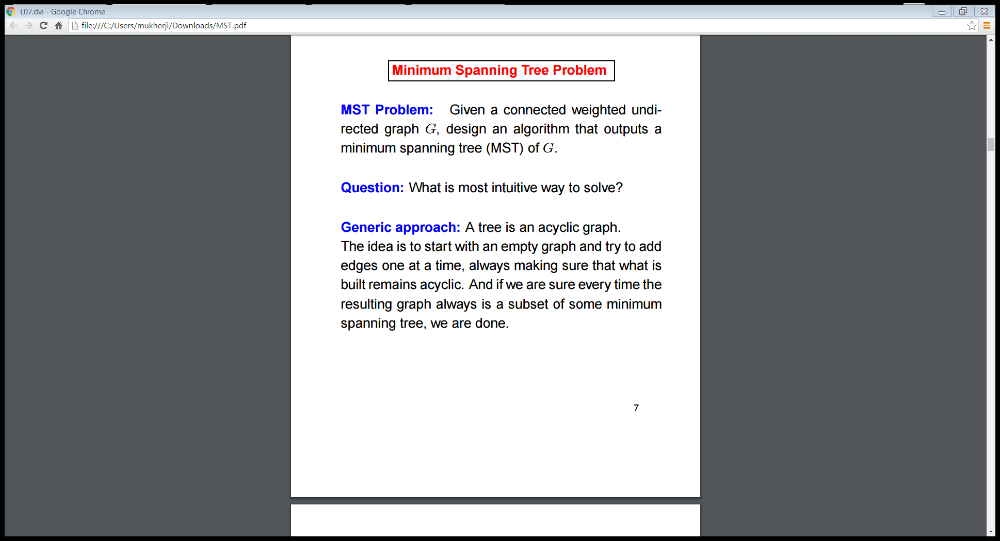 L07.dvi - Google Chrome
file:///C:/Users/mukherjl/Downloads/MST.pdf
Minimum Spanning Tree Problem
MST Problem: Given a connected weighted undi-
rected graph G, design an algorithm that outputs a
minimum spanning tree (MST) of G.
Question: What is most intuitive way to solve?
Generic approach: A tree is an acyclic graph.
The idea is to start with an empty graph and try to add
edges one at a time, always making sure that what is
built remains acyclic. And if we are sure every time the
resulting graph always is a subset of some minimum
spanning tree, we are done.
7